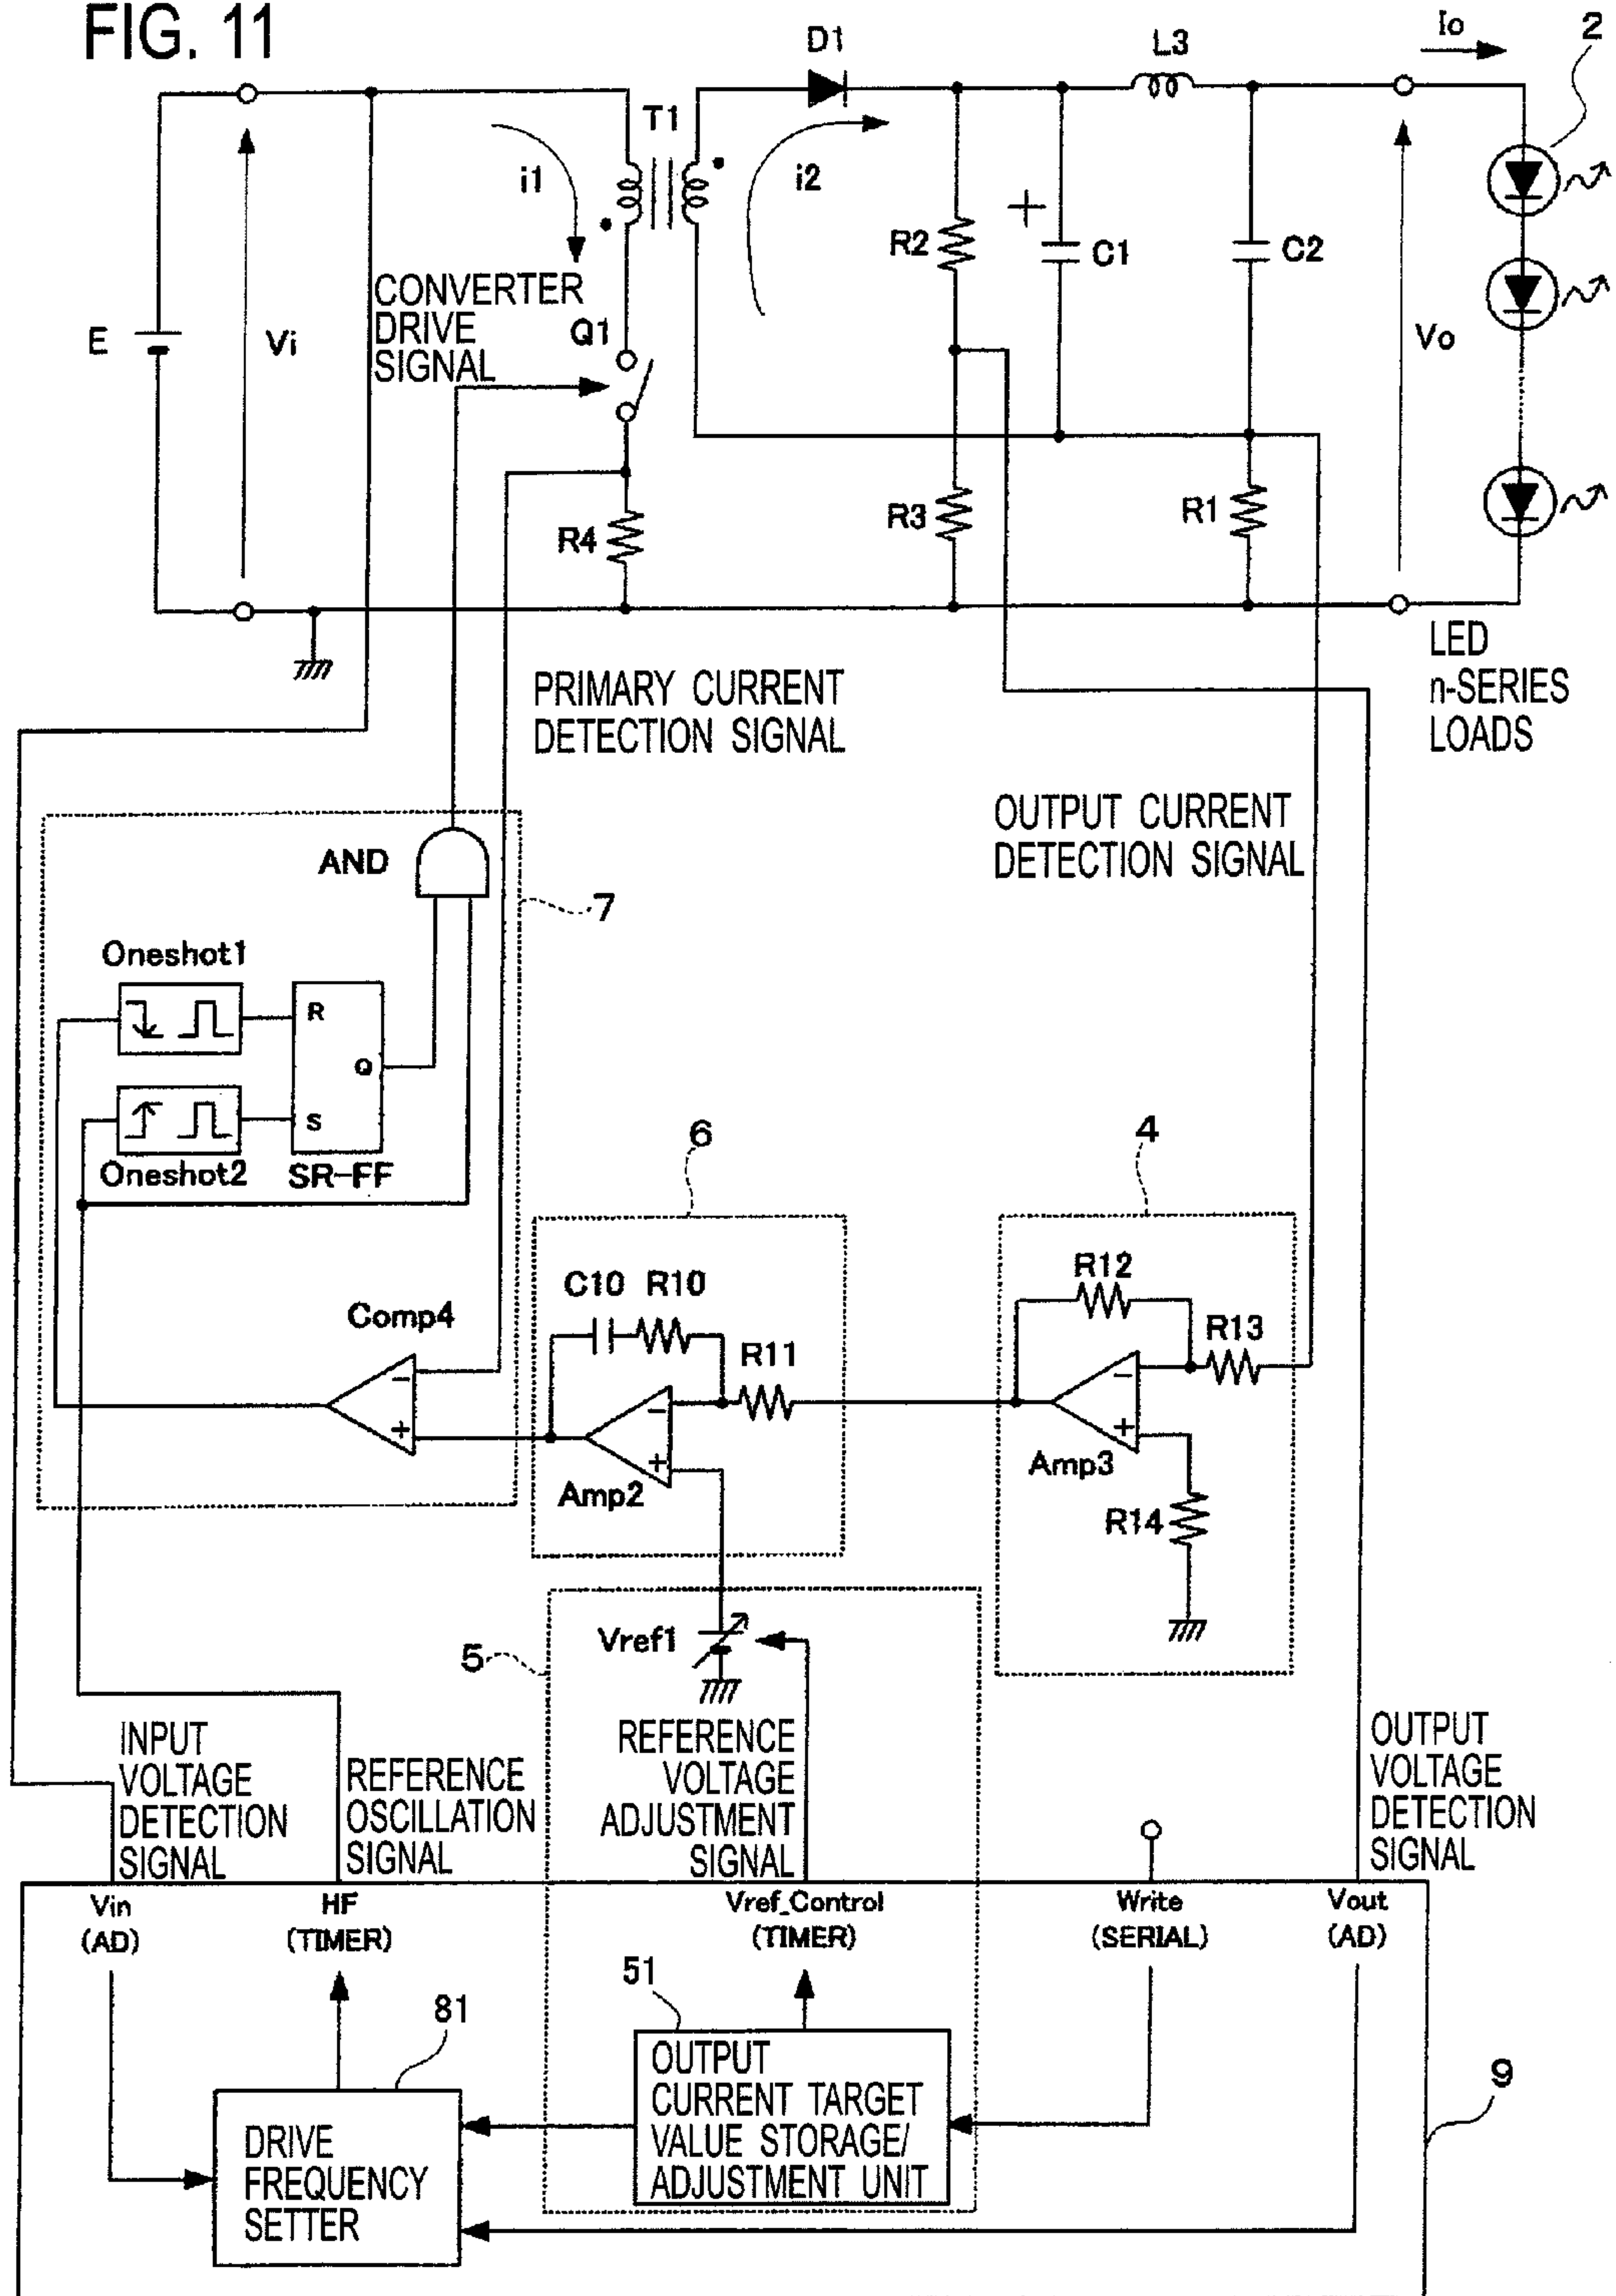 FIG. 11
D1
L3
Io
2
T1
i1
i2
R2
+
C1
C2
CONVERTER
DRIVE
SIGNAL
Q1
E
Vi
Vo
R4
R3
R1
LED
n-SERIES
LOADS
PRIMARY CURRENT
DETECTION SIGNAL
OUTPUT CURRENT
DETECTION SIGNAL
AND
7
Oneshot1
R
Q
S
Oneshot2
SR-FF
6
4
C10
R10
R12
Comp4
R11
R13
−
+
−
+
−
+
Amp2
Amp3
R14
Vref1
5
INPUT
VOLTAGE
DETECTION
SIGNAL
REFERENCE
OSCILLATION
SIGNAL
REFERENCE
VOLTAGE
ADJUSTMENT
SIGNAL
OUTPUT
VOLTAGE
DETECTION
SIGNAL
Vin
(AD)
HF
(TIMER)
Vref_Control
(TIMER)
Write
(SERIAL)
Vout
(AD)
51
81
9
OUTPUT
CURRENT TARGET
VALUE STORAGE/
ADJUSTMENT UNIT
DRIVE
FREQUENCY
SETTER